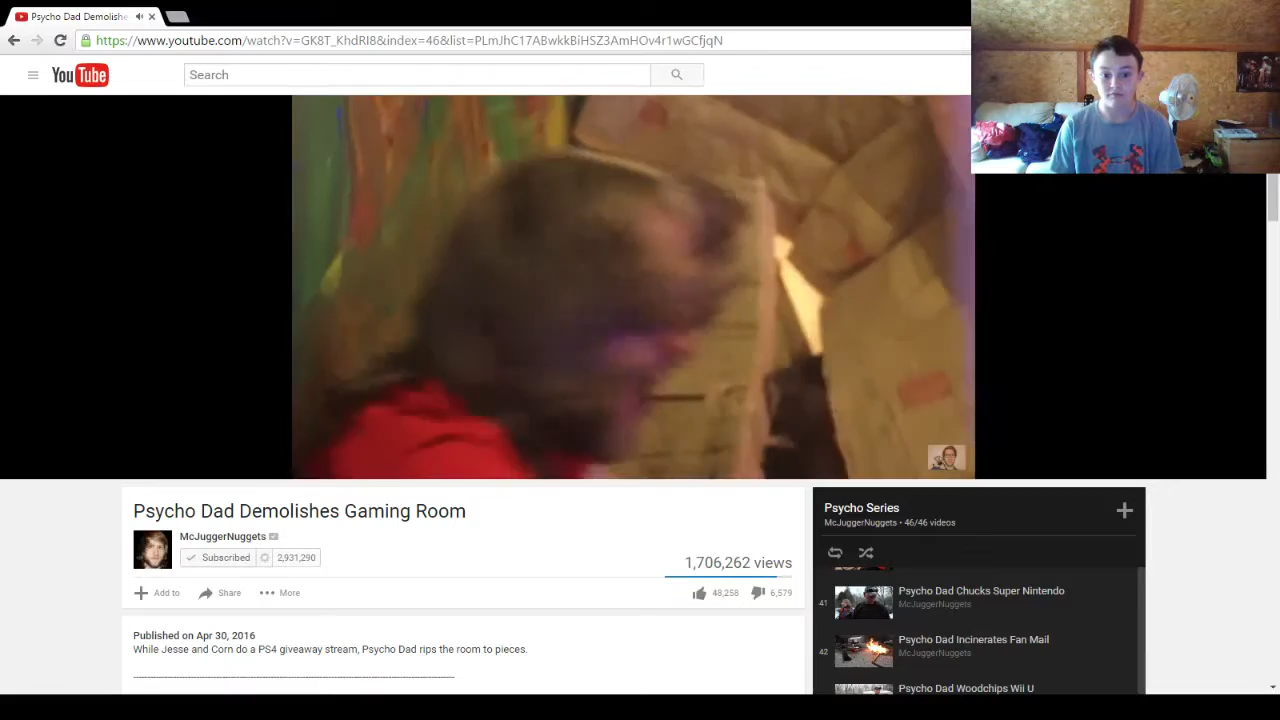 Psycho Dad Demolishe
https://www.youtube.com/watch?v=GK8T_KhdRI8&index=46&list=PLmJhC17ABwkkBiHSZ3AmHOv4r1wGCfjqN
YouTube
Search
Psycho Dad Demolishes Gaming Room
McJuggerNuggets
Subscribed 2,931,290
1,706,262 views
Add to Share More 48,258 6,579
Published on Apr 30, 2016
While Jesse and Corn do a PS4 giveaway stream, Psycho Dad rips the room to pieces.
Psycho Series
McJuggerNuggets • 46/46 videos
41 Psycho Dad Chucks Super Nintendo
McJuggerNuggets
42 Psycho Dad Incinerates Fan Mail
McJuggerNuggets
Psycho Dad Woodchips Wii U